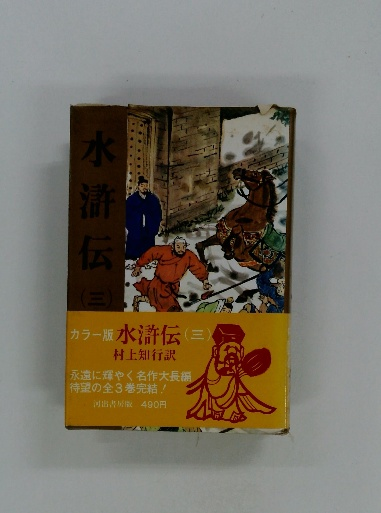 水滸伝
(三)
カラー版 水滸伝(三)
村上知行訳
永遠に輝やく名作大長編
待望の全3巻完結!
河出書房版 490円